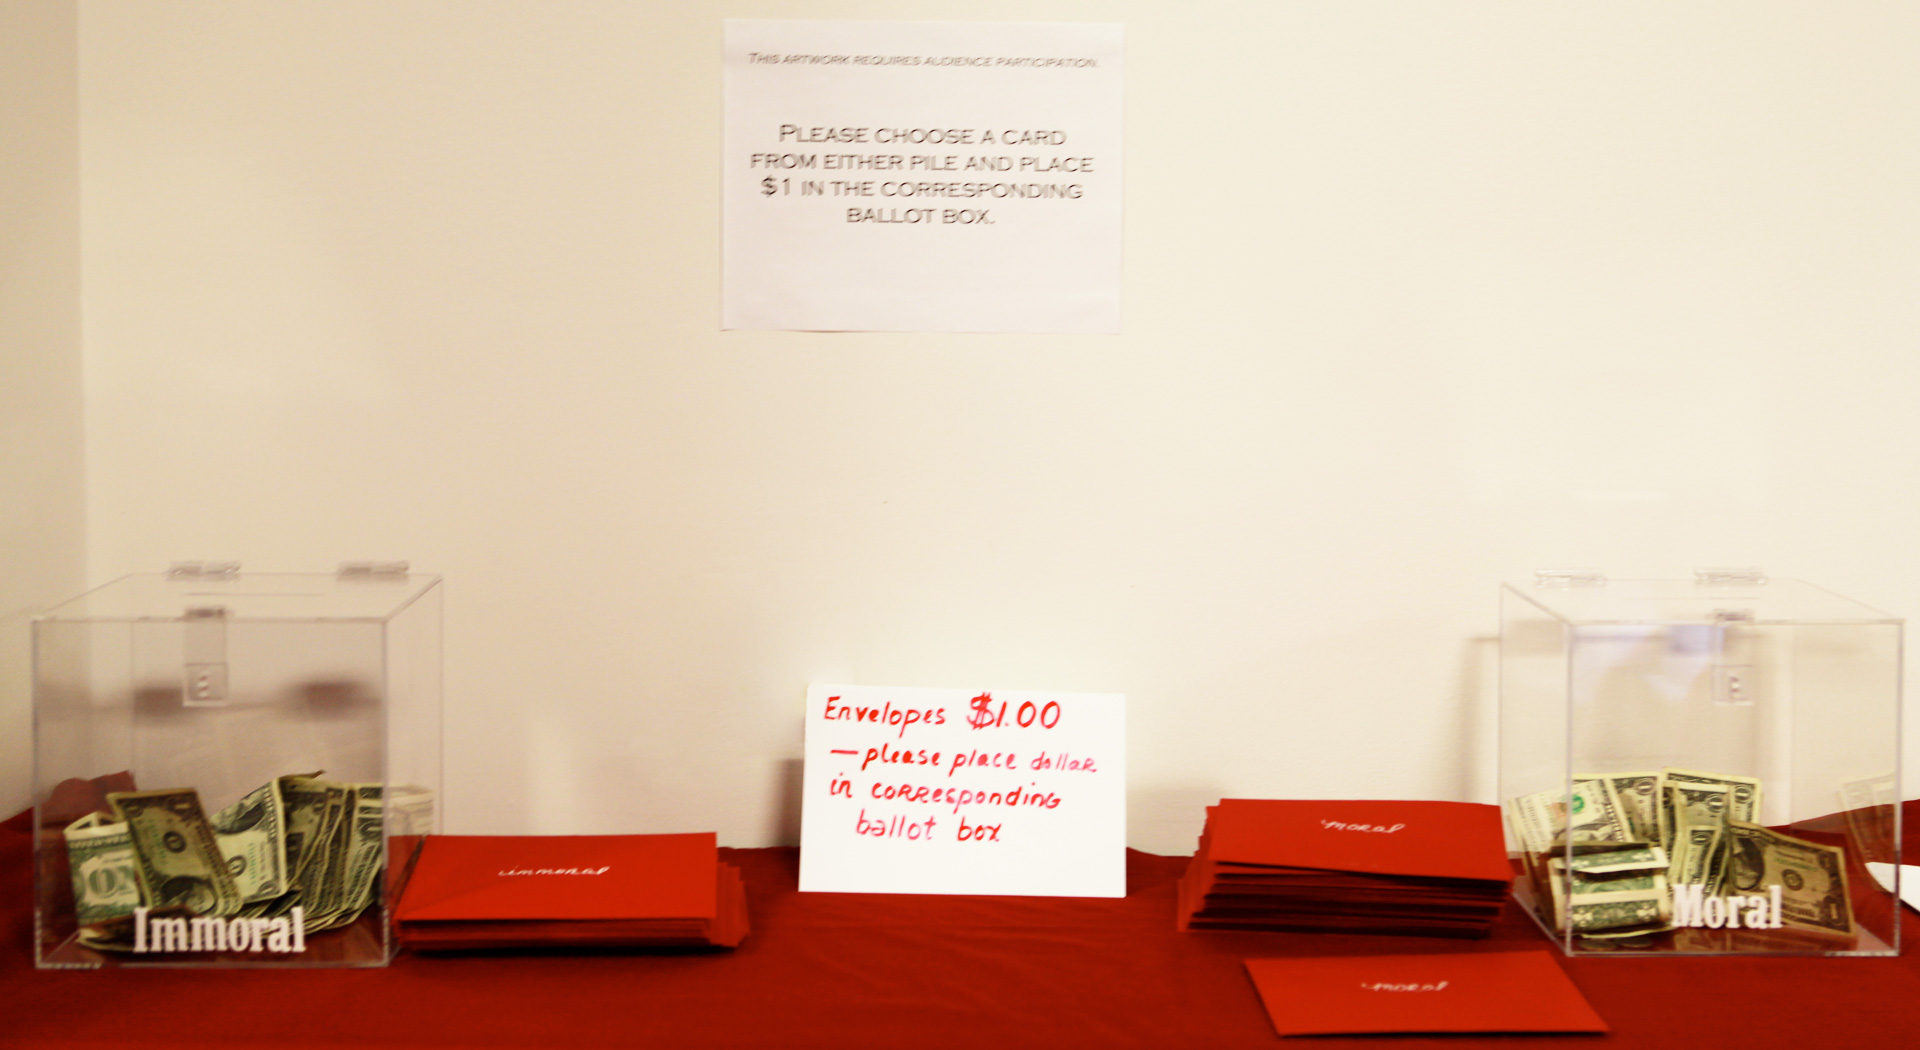 THIS ARTWORK REQUIRES AUDIENCE PARTICIPATION.
PLEASE CHOOSE A CARD
FROM EITHER PILE AND PLACE
$1 IN THE CORRESPONDING
BALLOT BOX.
Envelopes $1.00
—please place dollar
in corresponding
ballot box
immoral
moral
moral
Immoral
Moral